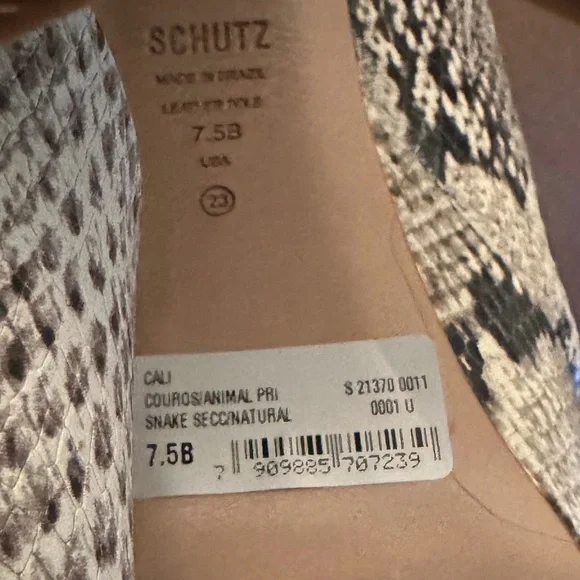 SCHUTZ
MADE IN BRAZIL
LEATHER SOLE
7.5B
USA
23
CALI
COUROS/ANIMAL PRI S 21370 0011
SNAKE SECC/NATURAL 0001 U
7.5B
7 909885 707239